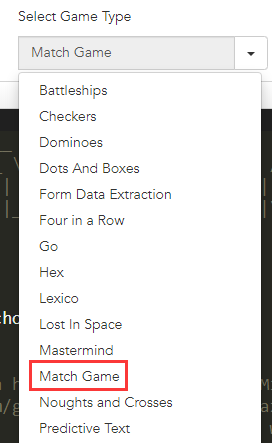 Select Game Type
Match Game
Battleships
Checkers
Dominoes
Dots And Boxes
Form Data Extraction
Four in a Row
Go
Hex
Lexico
Lost In Space
Mastermind
Match Game
Noughts and Crosses
Predictive Text